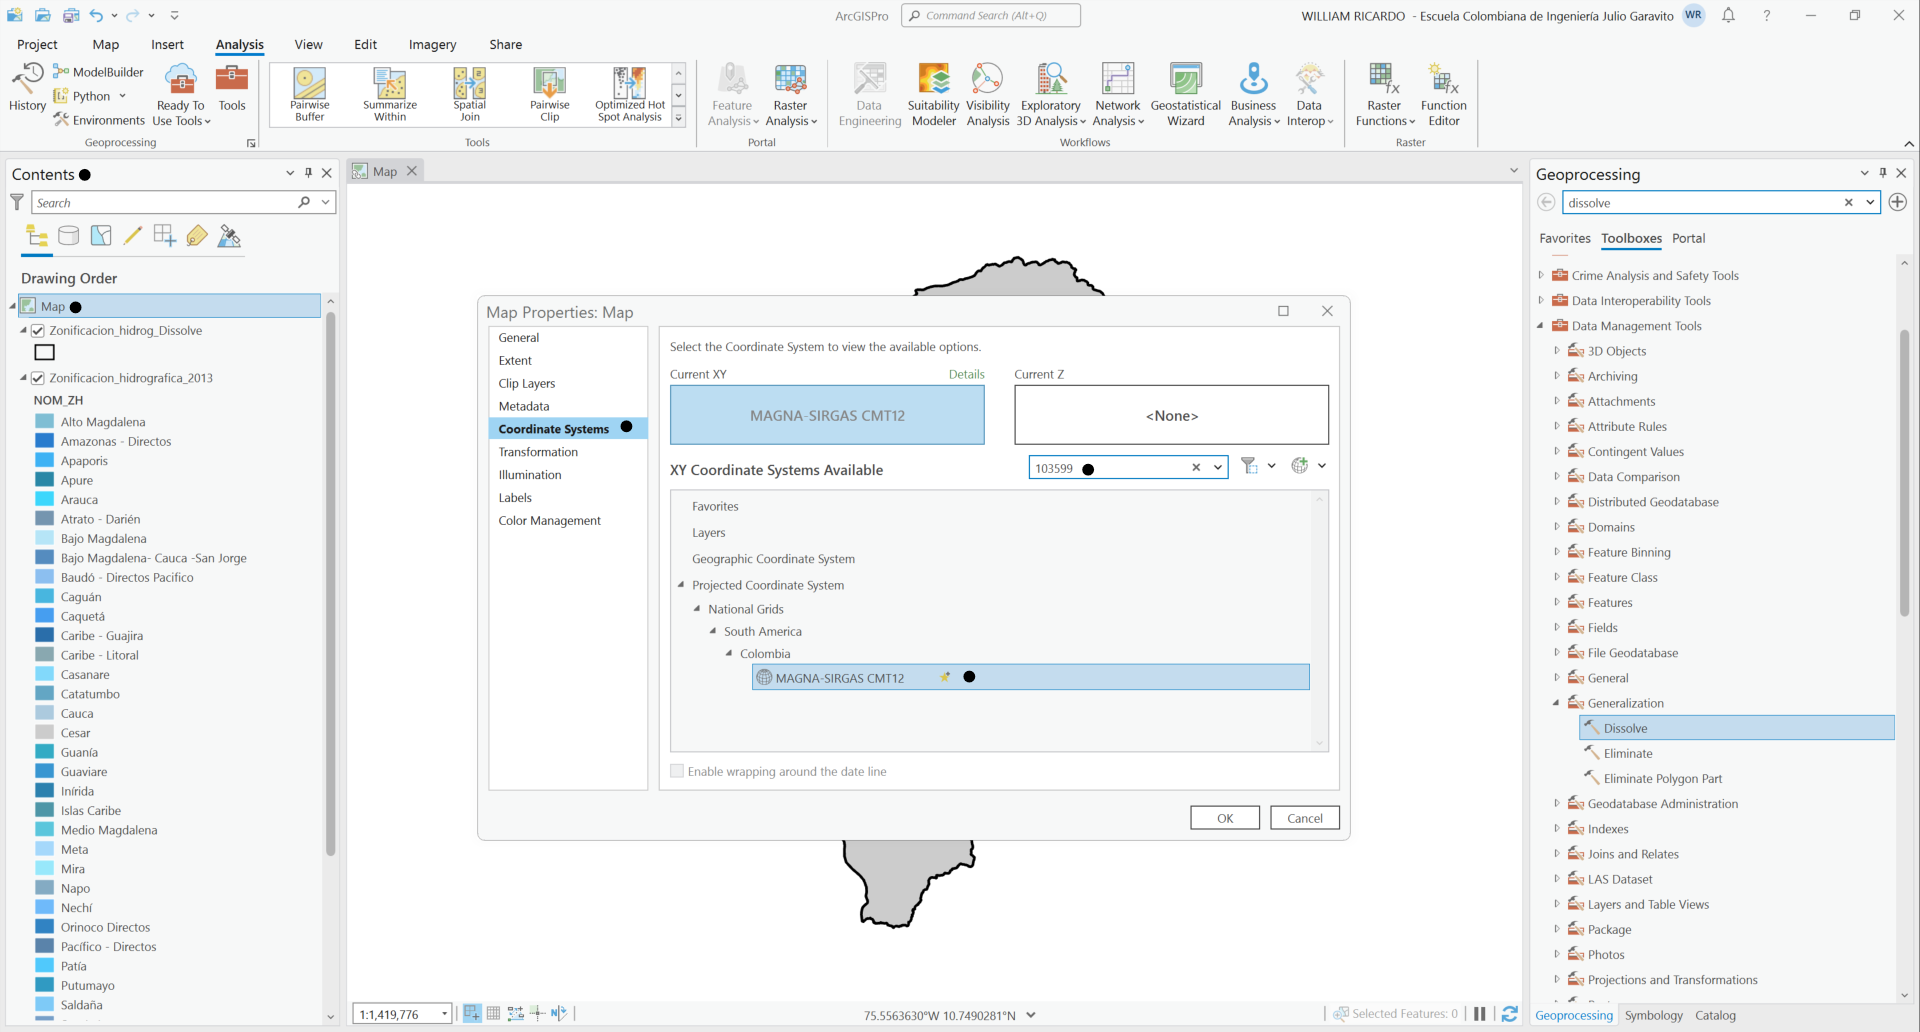 ArcGISPro
Command Search (Alt+Q)
WILLIAM RICARDO - Escuela Colombiana de Ingeniería Julio Garavito
WR
?
Project
Map
Insert
Analysis
View
Edit
Imagery
Share
History
ModelBuilder
Python
Environments
Ready To
Use Tools
Tools
Geoprocessing
Pairwise
Buffer
Summarize
Within
Spatial
Join
Pairwise
Clip
Optimized Hot
Spot Analysis
Tools
Feature
Analysis
Raster
Analysis
Portal
Data
Engineering
Suitability
Modeler
Visibility
Analysis
Exploratory
3D Analysis
Network
Analysis
Geostatistical
Wizard
Business
Analysis
Data
Interop
Workflows
Raster
Functions
Function
Editor
Raster
Contents
Search
Drawing Order
Map
Zonificacion_hidrog_Dissolve
Zonificacion_hidrografica_2013
NOM_ZH
Alto Magdalena
Amazonas - Directos
Apaporis
Apure
Arauca
Atrato - Darién
Bajo Magdalena
Bajo Magdalena- Cauca -San Jorge
Baudó - Directos Pacifico
Caguán
Caquetá
Caribe - Guajira
Caribe - Litoral
Casanare
Catatumbo
Cauca
Cesar
Guanía
Guaviare
Inírida
Islas Caribe
Medio Magdalena
Meta
Mira
Napo
Nechí
Orinoco Directos
Pacífico - Directos
Patía
Putumayo
Saldaña
Map
Map Properties: Map
General
Extent
Clip Layers
Metadata
Coordinate Systems
Transformation
Illumination
Labels
Color Management
Select the Coordinate System to view the available options.
Current XY
Details
Current Z
MAGNA-SIRGAS CMT12
<None>
XY Coordinate Systems Available
103599
Favorites
Layers
Geographic Coordinate System
Projected Coordinate System
National Grids
South America
Colombia
MAGNA-SIRGAS CMT12
Enable wrapping around the date line
OK
Cancel
1:1,419,776
75.5563630°W 10.7490281°N
Selected Features: 0
Geoprocessing
dissolve
Favorites
Toolboxes
Portal
Crime Analysis and Safety Tools
Data Interoperability Tools
Data Management Tools
3D Objects
Archiving
Attachments
Attribute Rules
Contingent Values
Data Comparison
Distributed Geodatabase
Domains
Feature Binning
Feature Class
Features
Fields
File Geodatabase
General
Generalization
Dissolve
Eliminate
Eliminate Polygon Part
Geodatabase Administration
Indexes
Joins and Relates
LAS Dataset
Layers and Table Views
Package
Photos
Projections and Transformations
Geoprocessing
Symbology
Catalog